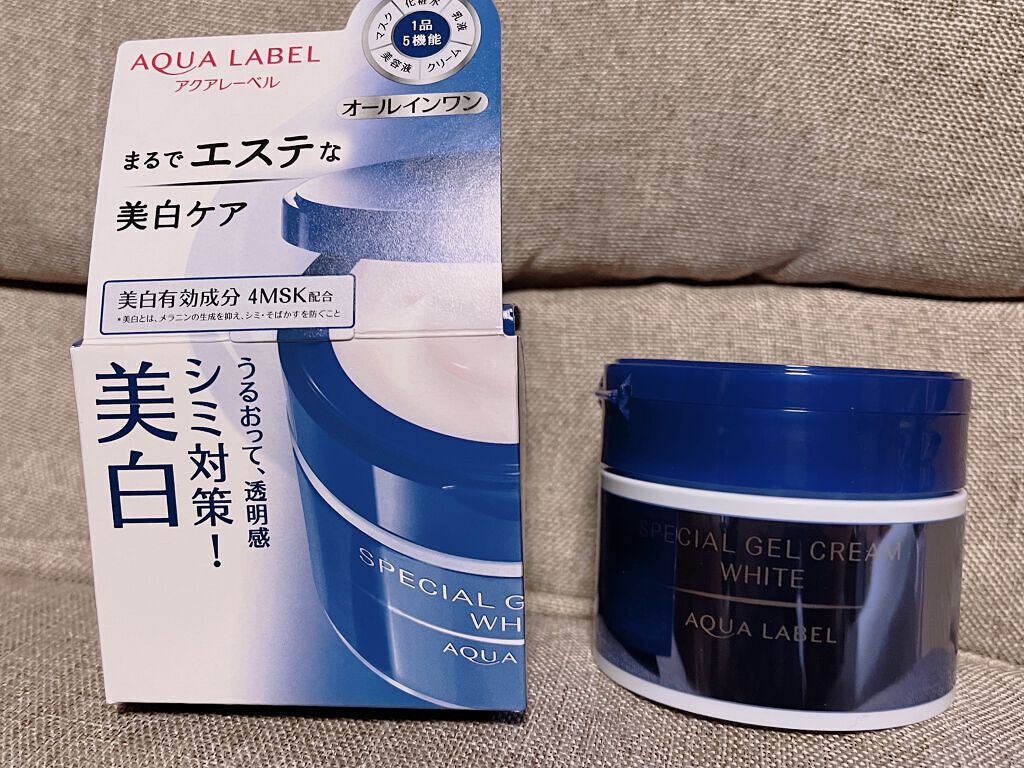 AQUA LABEL
アクアレーベル
マスク
化粧水
乳液
クリーム
美容液
1品
5機能
オールインワン
まるでエステな
美白ケア
美白有効成分 4MSK配合
*美白とは、メラニンの生成を抑え、シミ・そばかすを防ぐこと
うるおって、透明感
シミ対策!
美白
SPECIAL G
WH
AQUA
SPECIAL GEL CREAM
WHITE
AQUA LABEL